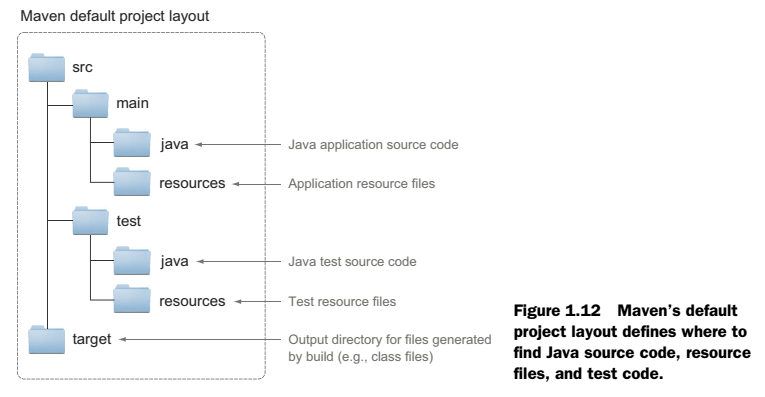 Maven default project layout
src
main
java
Java application source code
resources
Application resource files
test
java
Java test source code
resources
Test resource files
target
Output directory for files generated
by build (e.g., class files)
Figure 1.12 Maven's default
project layout defines where to
find Java source code, resource
files, and test code.